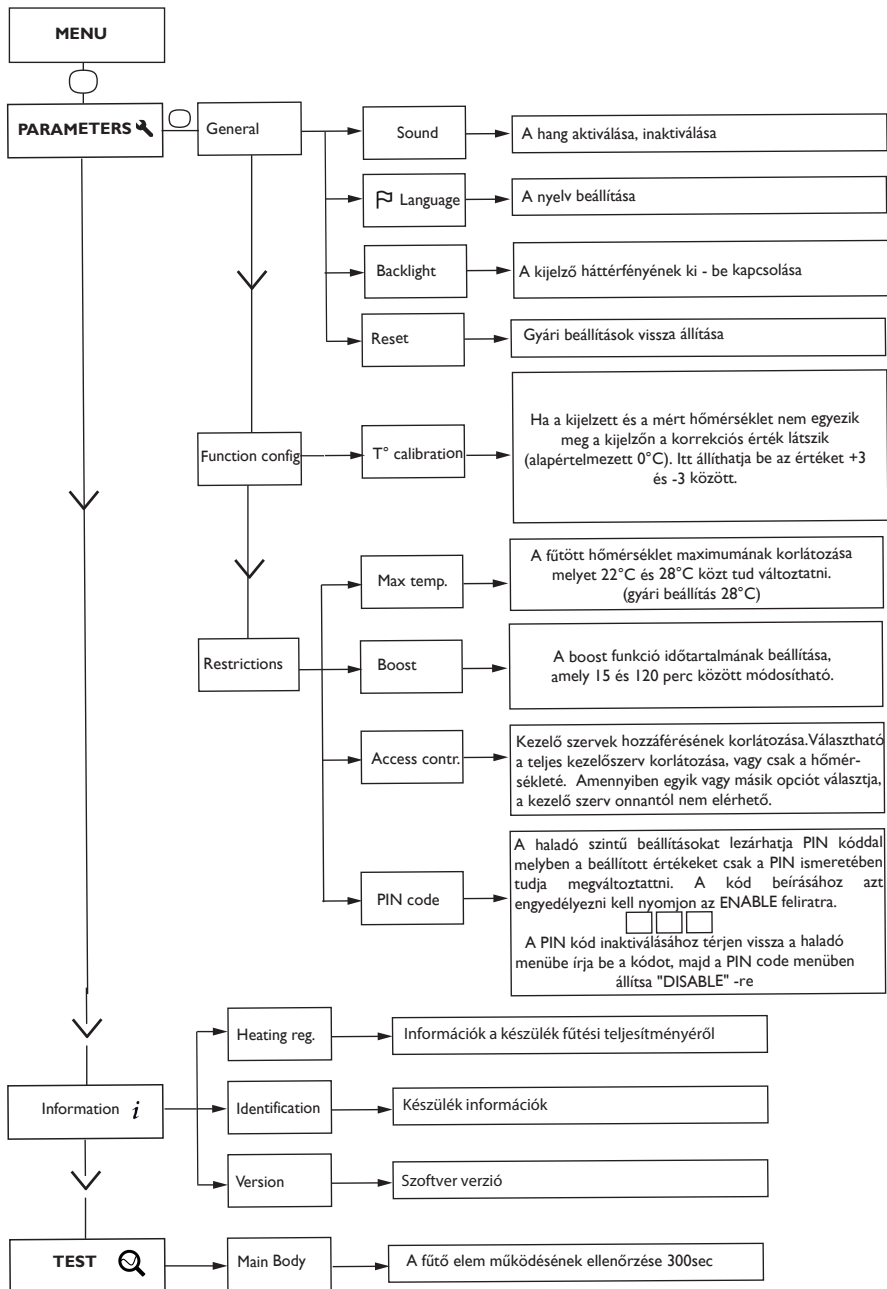 MENU
PARAMETERS
General
Sound
A hang aktiválása, inaktiválása
Language
A nyelv beállítása
Backlight
A kijelző háttérfényének ki - be kapcsolása
Reset
Gyári beállítások vissza állítása
Function config
T° calibration
Ha a kijelzett és a mért hőmérséklet nem egyezik
meg a kijelzőn a korrekciós érték látszik
(alapértelmezett 0°C). Itt állíthatja be az értéket +3
és -3 között.
Restrictions
Max temp.
A fűtött hőmérséklet maximumának korlátozása
melyet 22°C és 28°C közt tud változtatni.
(gyári beállítás 28°C)
Boost
A boost funkció időtartalmának beállítása,
amely 15 és 120 perc között módosítható.
Access contr.
Kezelő szervek hozzáférésének korlátozása.Választható
a teljes kezelőszerv korlátozása, vagy csak a hőmér-
sékleté. Amennyiben egyik vagy másik opciót választja,
a kezelő szerv onnantól nem elérhető.
PIN code
A haladó szintű beállításokat lezárhatja PIN kóddal
melyben a beállított értékeket csak a PIN ismeretében
tudja megváltoztattni. A kód beírásához azt
engyedélyezni kell nyomjon az ENABLE feliratra.
A PIN kód inaktiválásához térjen vissza a haladó
menübe írja be a kódot, majd a PIN code menüben
állítsa "DISABLE" -re
Information i
Heating reg.
Információk a készülék fűtési teljesítményéről
Identification
Készülék információk
Version
Szoftver verzió
TEST
Main Body
A fűtő elem működésének ellenőrzése 300sec